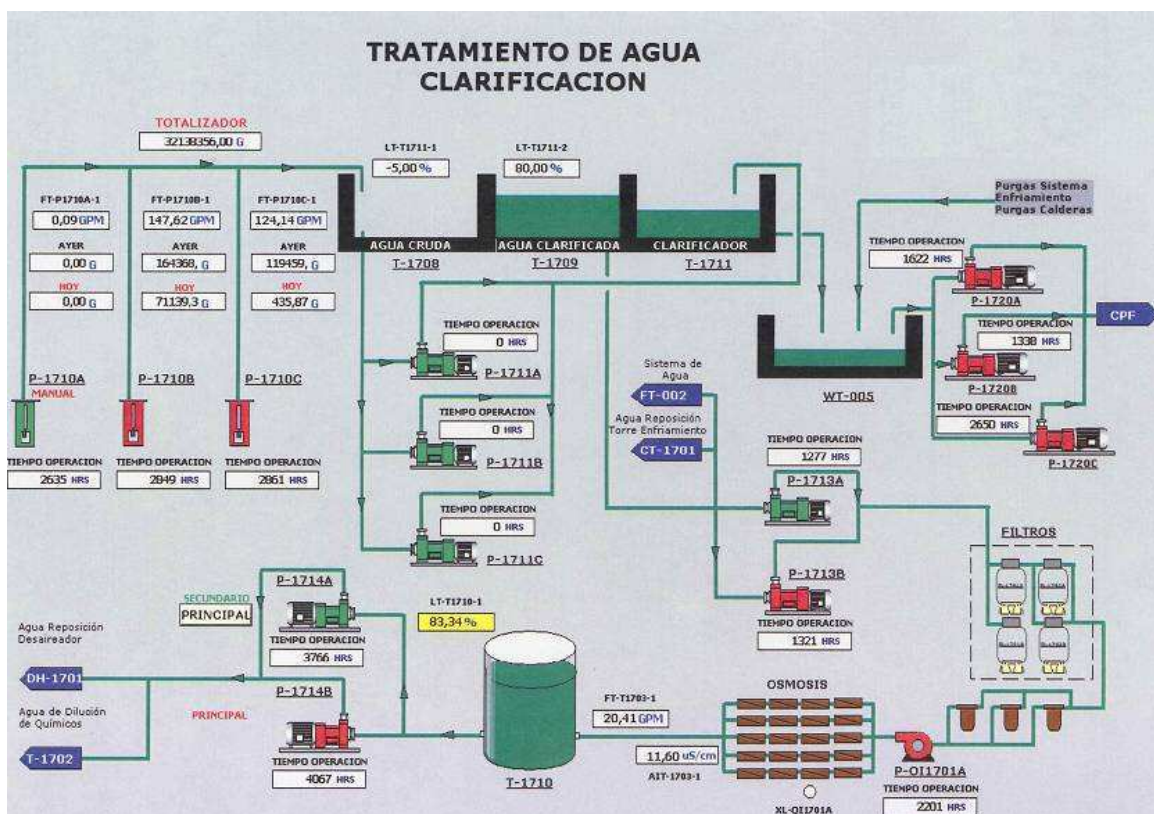 TRATAMIENTO DE AGUA
CLARIFICACION
TOTALIZADOR
32138356,00 G
LT-T1711-1
-5,00 %
LT-T1711-2
80,00 %
FT-P1710A-1
0,09 GPM
AYER
0,00 G
HOY
0,00 G
FT-P1710B-1
147,62 GPM
AYER
164368, G
HOY
71139,3 G
FT-P1710C-1
124,14 GPM
AYER
119459, G
HOY
435,87 G
P-1710A
MANUAL
TIEMPO OPERACION
2635 HRS
P-1710B
TIEMPO OPERACION
2849 HRS
P-1710C
TIEMPO OPERACION
2861 HRS
AGUA CRUDA
T-1708
AGUA CLARIFICADA
T-1709
CLARIFICADOR
T-1711
Purgas Sistema
Enfriamiento
Purgas Calderas
TIEMPO OPERACION
1622 HRS
P-1720A
TIEMPO OPERACION
1338 HRS
P-1720B
TIEMPO OPERACION
2650 HRS
P-1720C
CPF
WT-005
TIEMPO OPERACION
0 HRS
P-1711A
TIEMPO OPERACION
0 HRS
P-1711B
TIEMPO OPERACION
0 HRS
P-1711C
Sistema de
Agua
FT-002
Agua Reposición
Torre Enfriamiento
CT-1701
TIEMPO OPERACION
1277 HRS
P-1713A
P-1713B
TIEMPO OPERACION
1321 HRS
FILTROS
P-1714A
SECUNDARIO
PRINCIPAL
TIEMPO OPERACION
3766 HRS
LT-T1710-1
83,34 %
Agua Reposición
Desaireador
DH-1701
Agua de Dilución
de Químicos
T-1702
P-1714B
PRINCIPAL
TIEMPO OPERACION
4067 HRS
T-1710
FT-T1703-1
20,41 GPM
11,60 uS/cm
AIT-1703-1
OSMOSIS
XL-OI1701A
P-OI1701A
TIEMPO OPERACION
2201 HRS